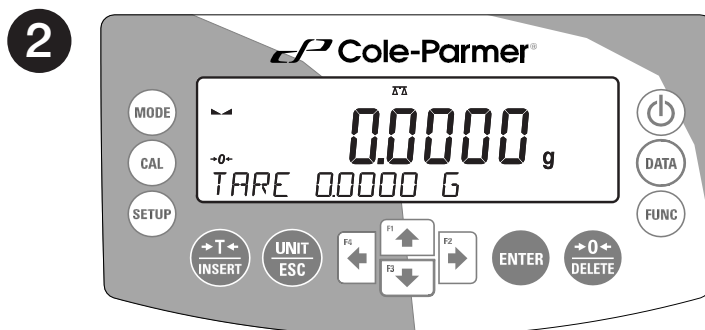 2
Cole-Parmer®
MODE
0.0000 g
→0←
CAL
DATA
TARE 0.0000 G
SETUP
FUNC
→T←
INSERT
UNIT
ESC
F4
F1
F3
F2
ENTER
→0←
DELETE